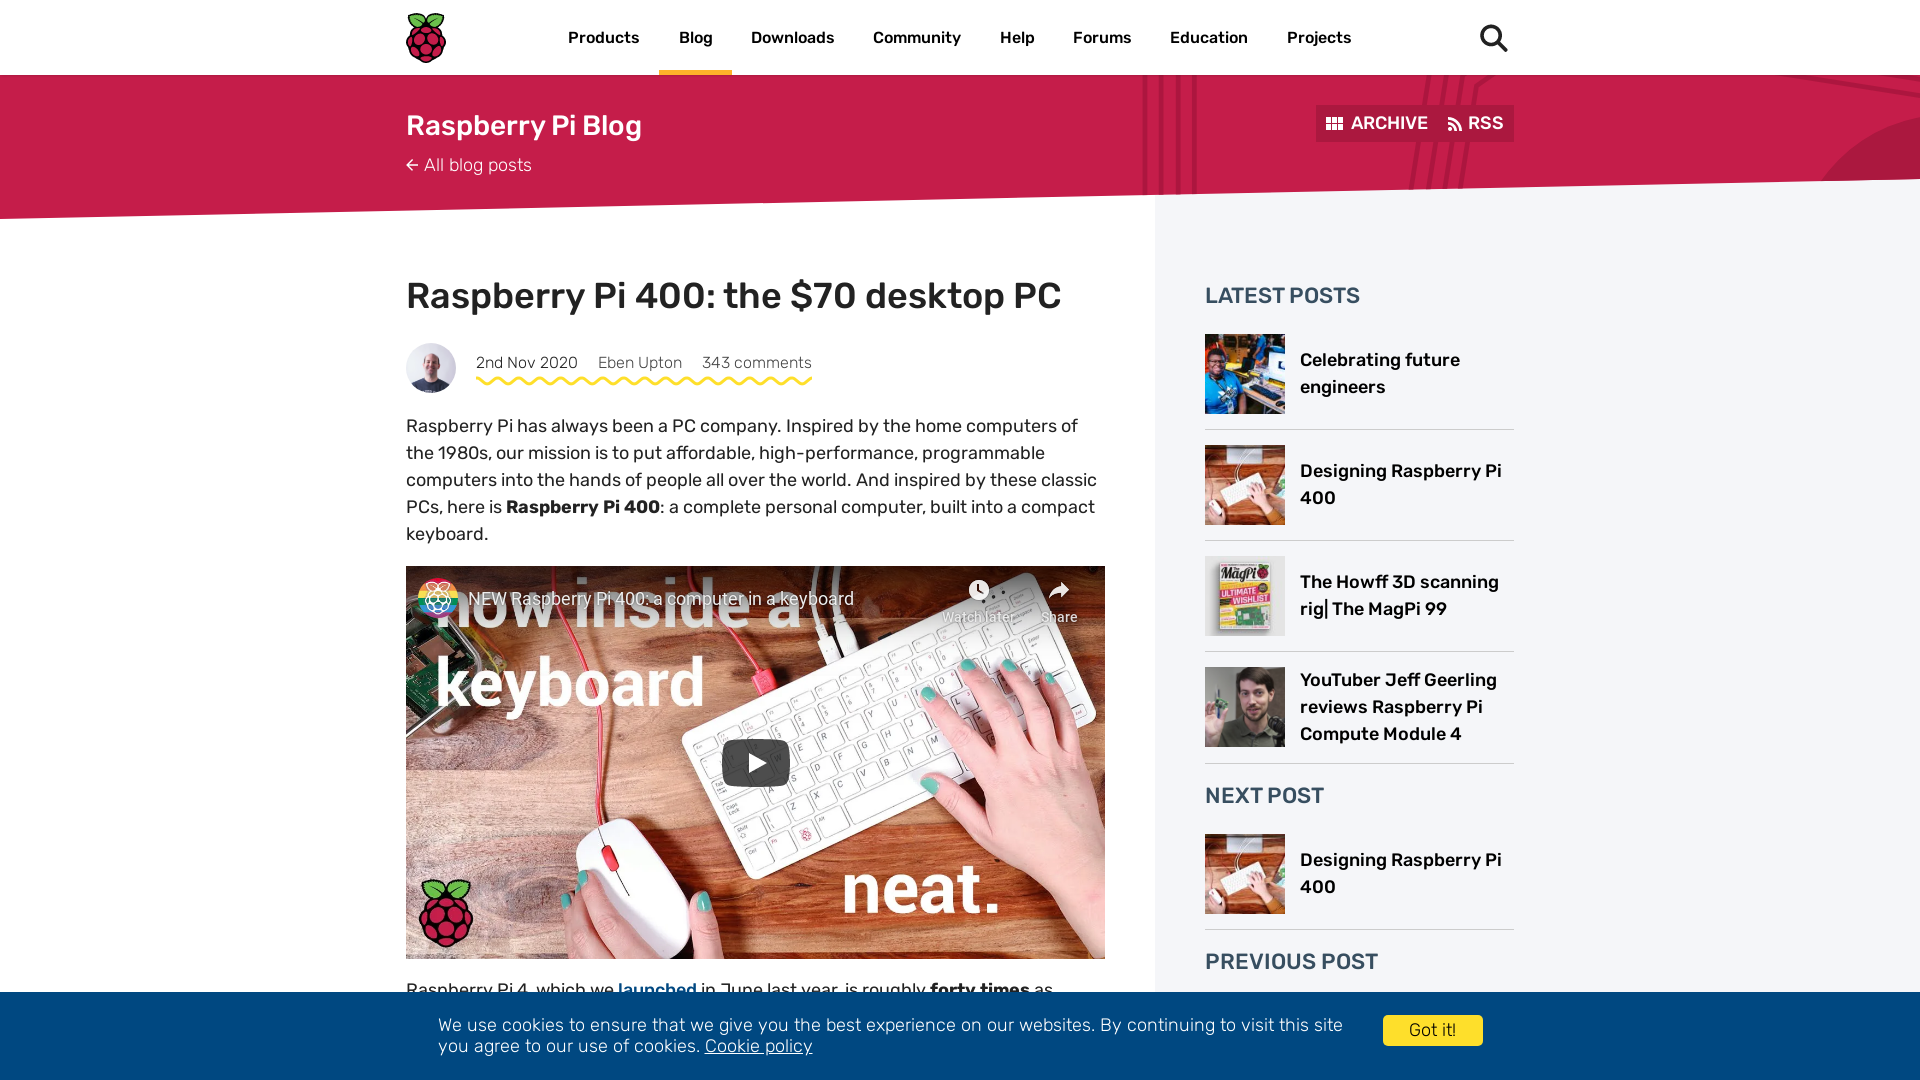 Products
Blog
Downloads
Community
Help
Forums
Education
Projects
Raspberry Pi Blog
All blog posts
ARCHIVE
RSS
Raspberry Pi 400: the $70 desktop PC
2nd Nov 2020
Eben Upton
343 comments
Raspberry Pi has always been a PC company. Inspired by the home computers of
the 1980s, our mission is to put affordable, high-performance, programmable
computers into the hands of people all over the world. And inspired by these classic
PCs, here is Raspberry Pi 400: a complete personal computer, built into a compact
keyboard.
NEW Raspberry Pi 400: a computer in a keyboard
Watch later
Share
now inside a
keyboard
neat.
Raspberry Pi 4, which we launched in June last year, is roughly forty times as
LATEST POSTS
Celebrating future
engineers
Designing Raspberry Pi
400
The MagPi
ULTIMATE
WISHLIST
The Howff 3D scanning
rig| The MagPi 99
YouTuber Jeff Geerling
reviews Raspberry Pi
Compute Module 4
NEXT POST
Designing Raspberry Pi
400
PREVIOUS POST
We use cookies to ensure that we give you the best experience on our websites. By continuing to visit this site
you agree to our use of cookies. Cookie policy
Got it!